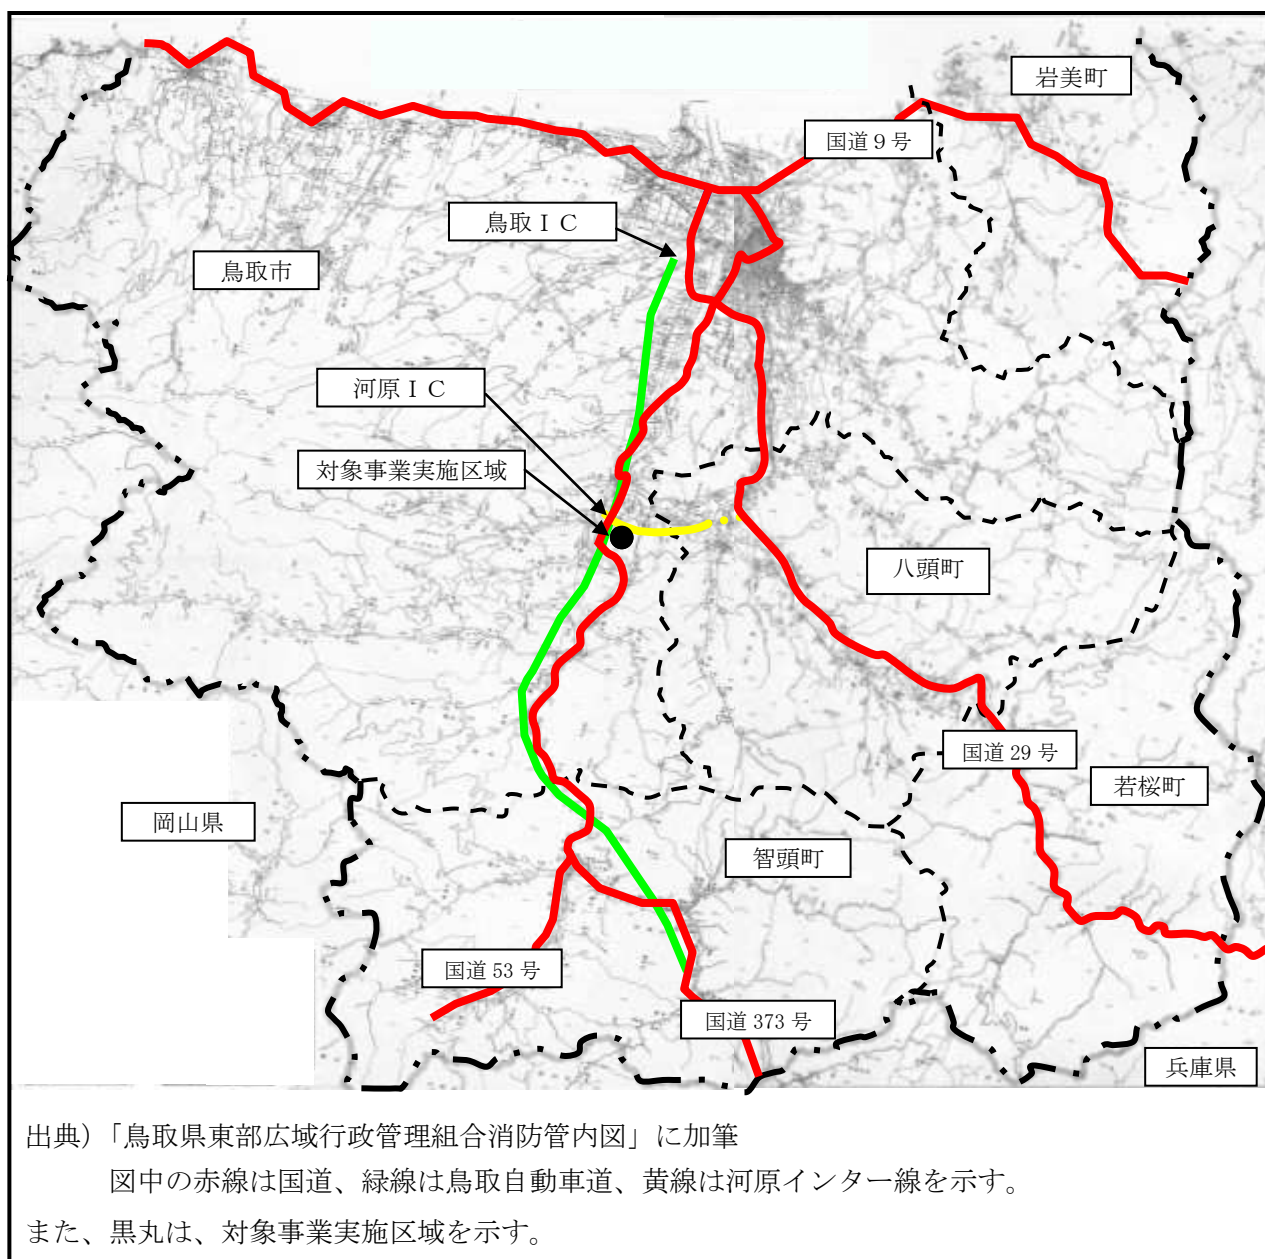 岩美町
国道９号
鳥取ＩＣ
鳥取市
河原ＩＣ
対象事業実施区域
八頭町
国道 29 号
若桜町
岡山県
智頭町
国道 53 号
国道 373 号
兵庫県
出典）「鳥取県東部広域行政管理組合消防管内図」に加筆
図中の赤線は国道、緑線は鳥取自動車道、黄線は河原インター線を示す。
また、黒丸は、対象事業実施区域を示す。